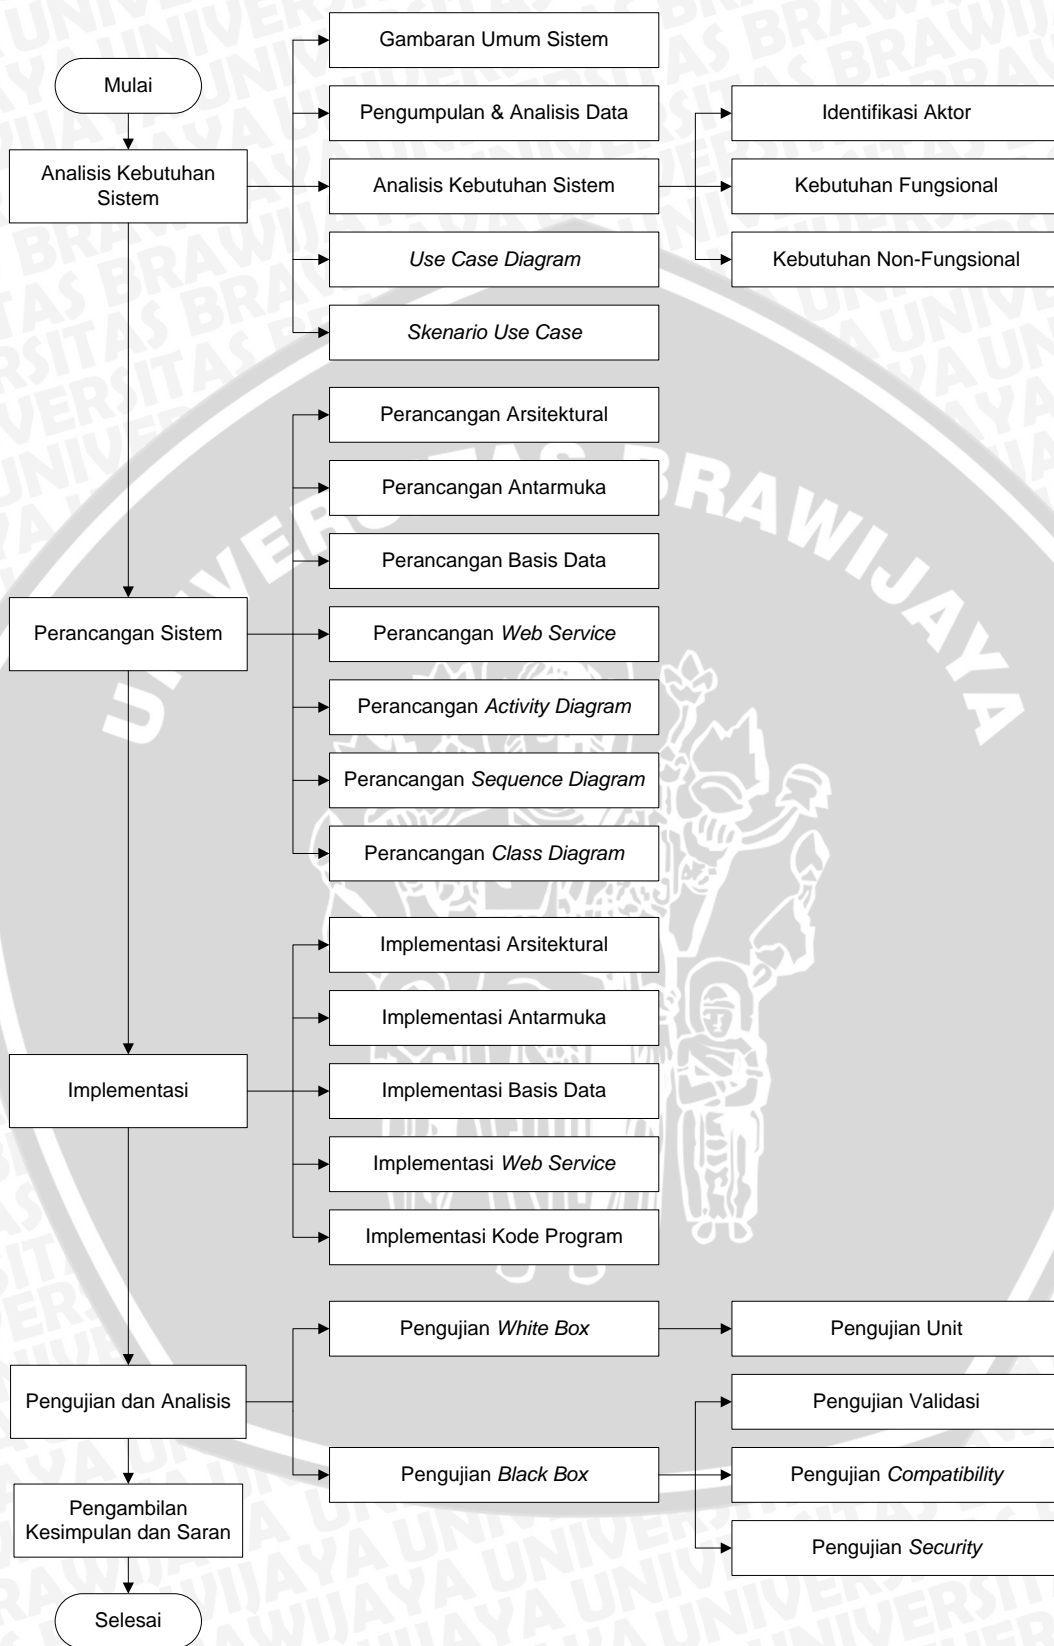 Mulai
Analisis Kebutuhan
Sistem
Gambaran Umum Sistem
Pengumpulan & Analisis Data
Analisis Kebutuhan Sistem
Use Case Diagram
Skenario Use Case
Identifikasi Aktor
Kebutuhan Fungsional
Kebutuhan Non-Fungsional
Perancangan Sistem
Perancangan Arsitektural
Perancangan Antarmuka
Perancangan Basis Data
Perancangan Web Service
Perancangan Activity Diagram
Perancangan Sequence Diagram
Perancangan Class Diagram
Implementasi
Implementasi Arsitektural
Implementasi Antarmuka
Implementasi Basis Data
Implementasi Web Service
Implementasi Kode Program
Pengujian dan Analisis
Pengujian White Box
Pengujian Unit
Pengujian Black Box
Pengujian Validasi
Pengujian Compatibility
Pengujian Security
Pengambilan
Kesimpulan dan Saran
Selesai
UNIVERSITAS BRAWIJAYA